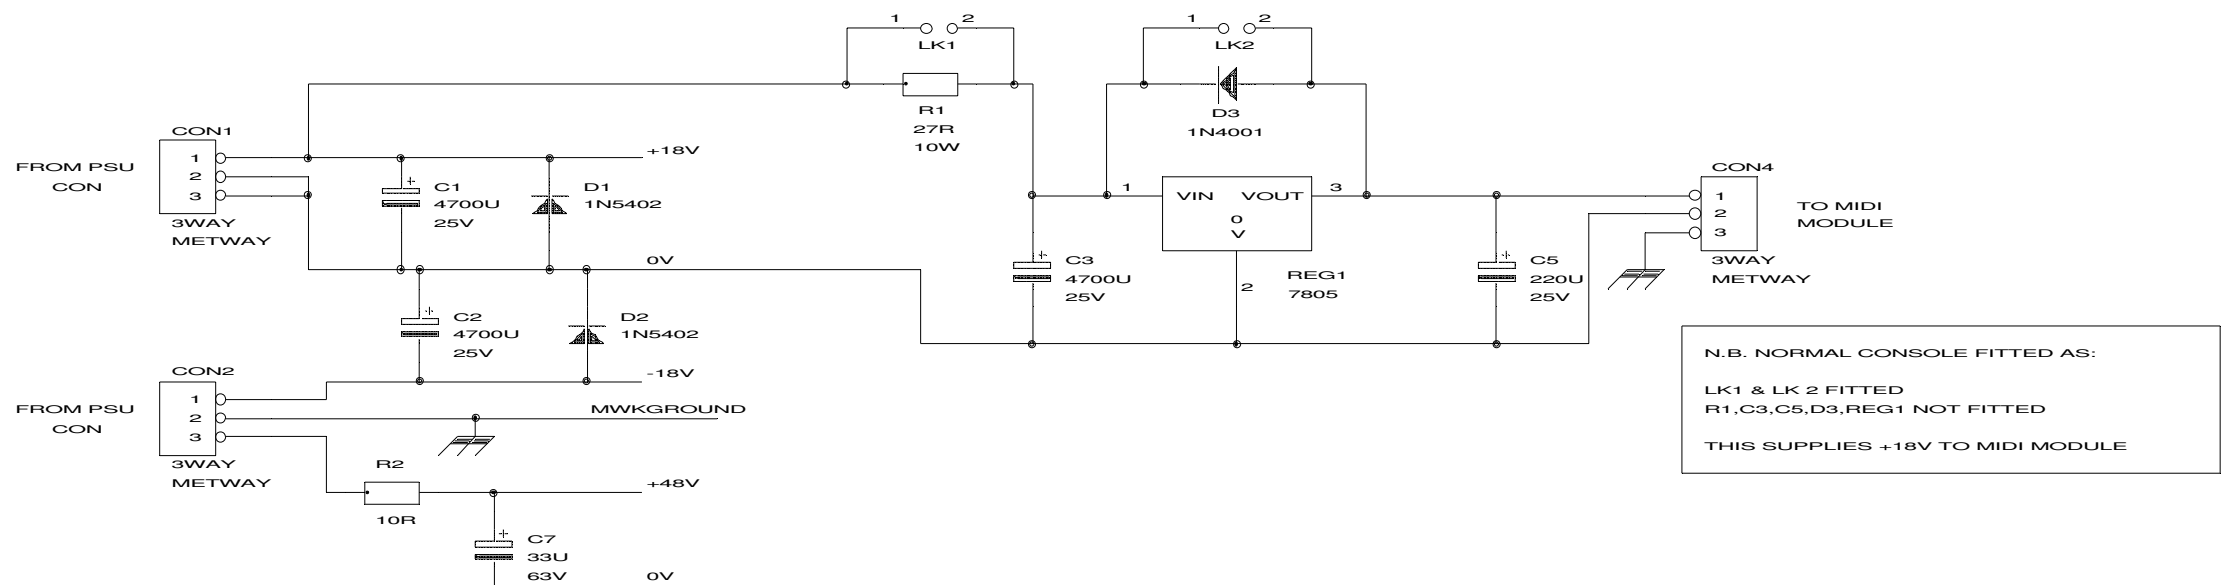 1
2
LK1
1
2
LK2
R1
27R
10W
D3
1N4001
CON1
FROM PSU
CON
1
2
3
3WAY
METWAY
+18V
+
C1
4700U
25V
D1
1N5402
0V
+
C2
4700U
25V
D2
1N5402
-18V
1
VIN VOUT
0
V
3
2
REG1
7805
+
C3
4700U
25V
+
C5
220U
25V
CON4
1
2
3
3WAY
METWAY
TO MIDI
MODULE
CON2
FROM PSU
CON
1
2
3
3WAY
METWAY
MWKGROUND
R2
10R
+48V
+
C7
33U
63V
0V
N.B. NORMAL CONSOLE FITTED AS:
LK1 & LK 2 FITTED
R1,C3,C5,D3,REG1 NOT FITTED
THIS SUPPLIES +18V TO MIDI MODULE